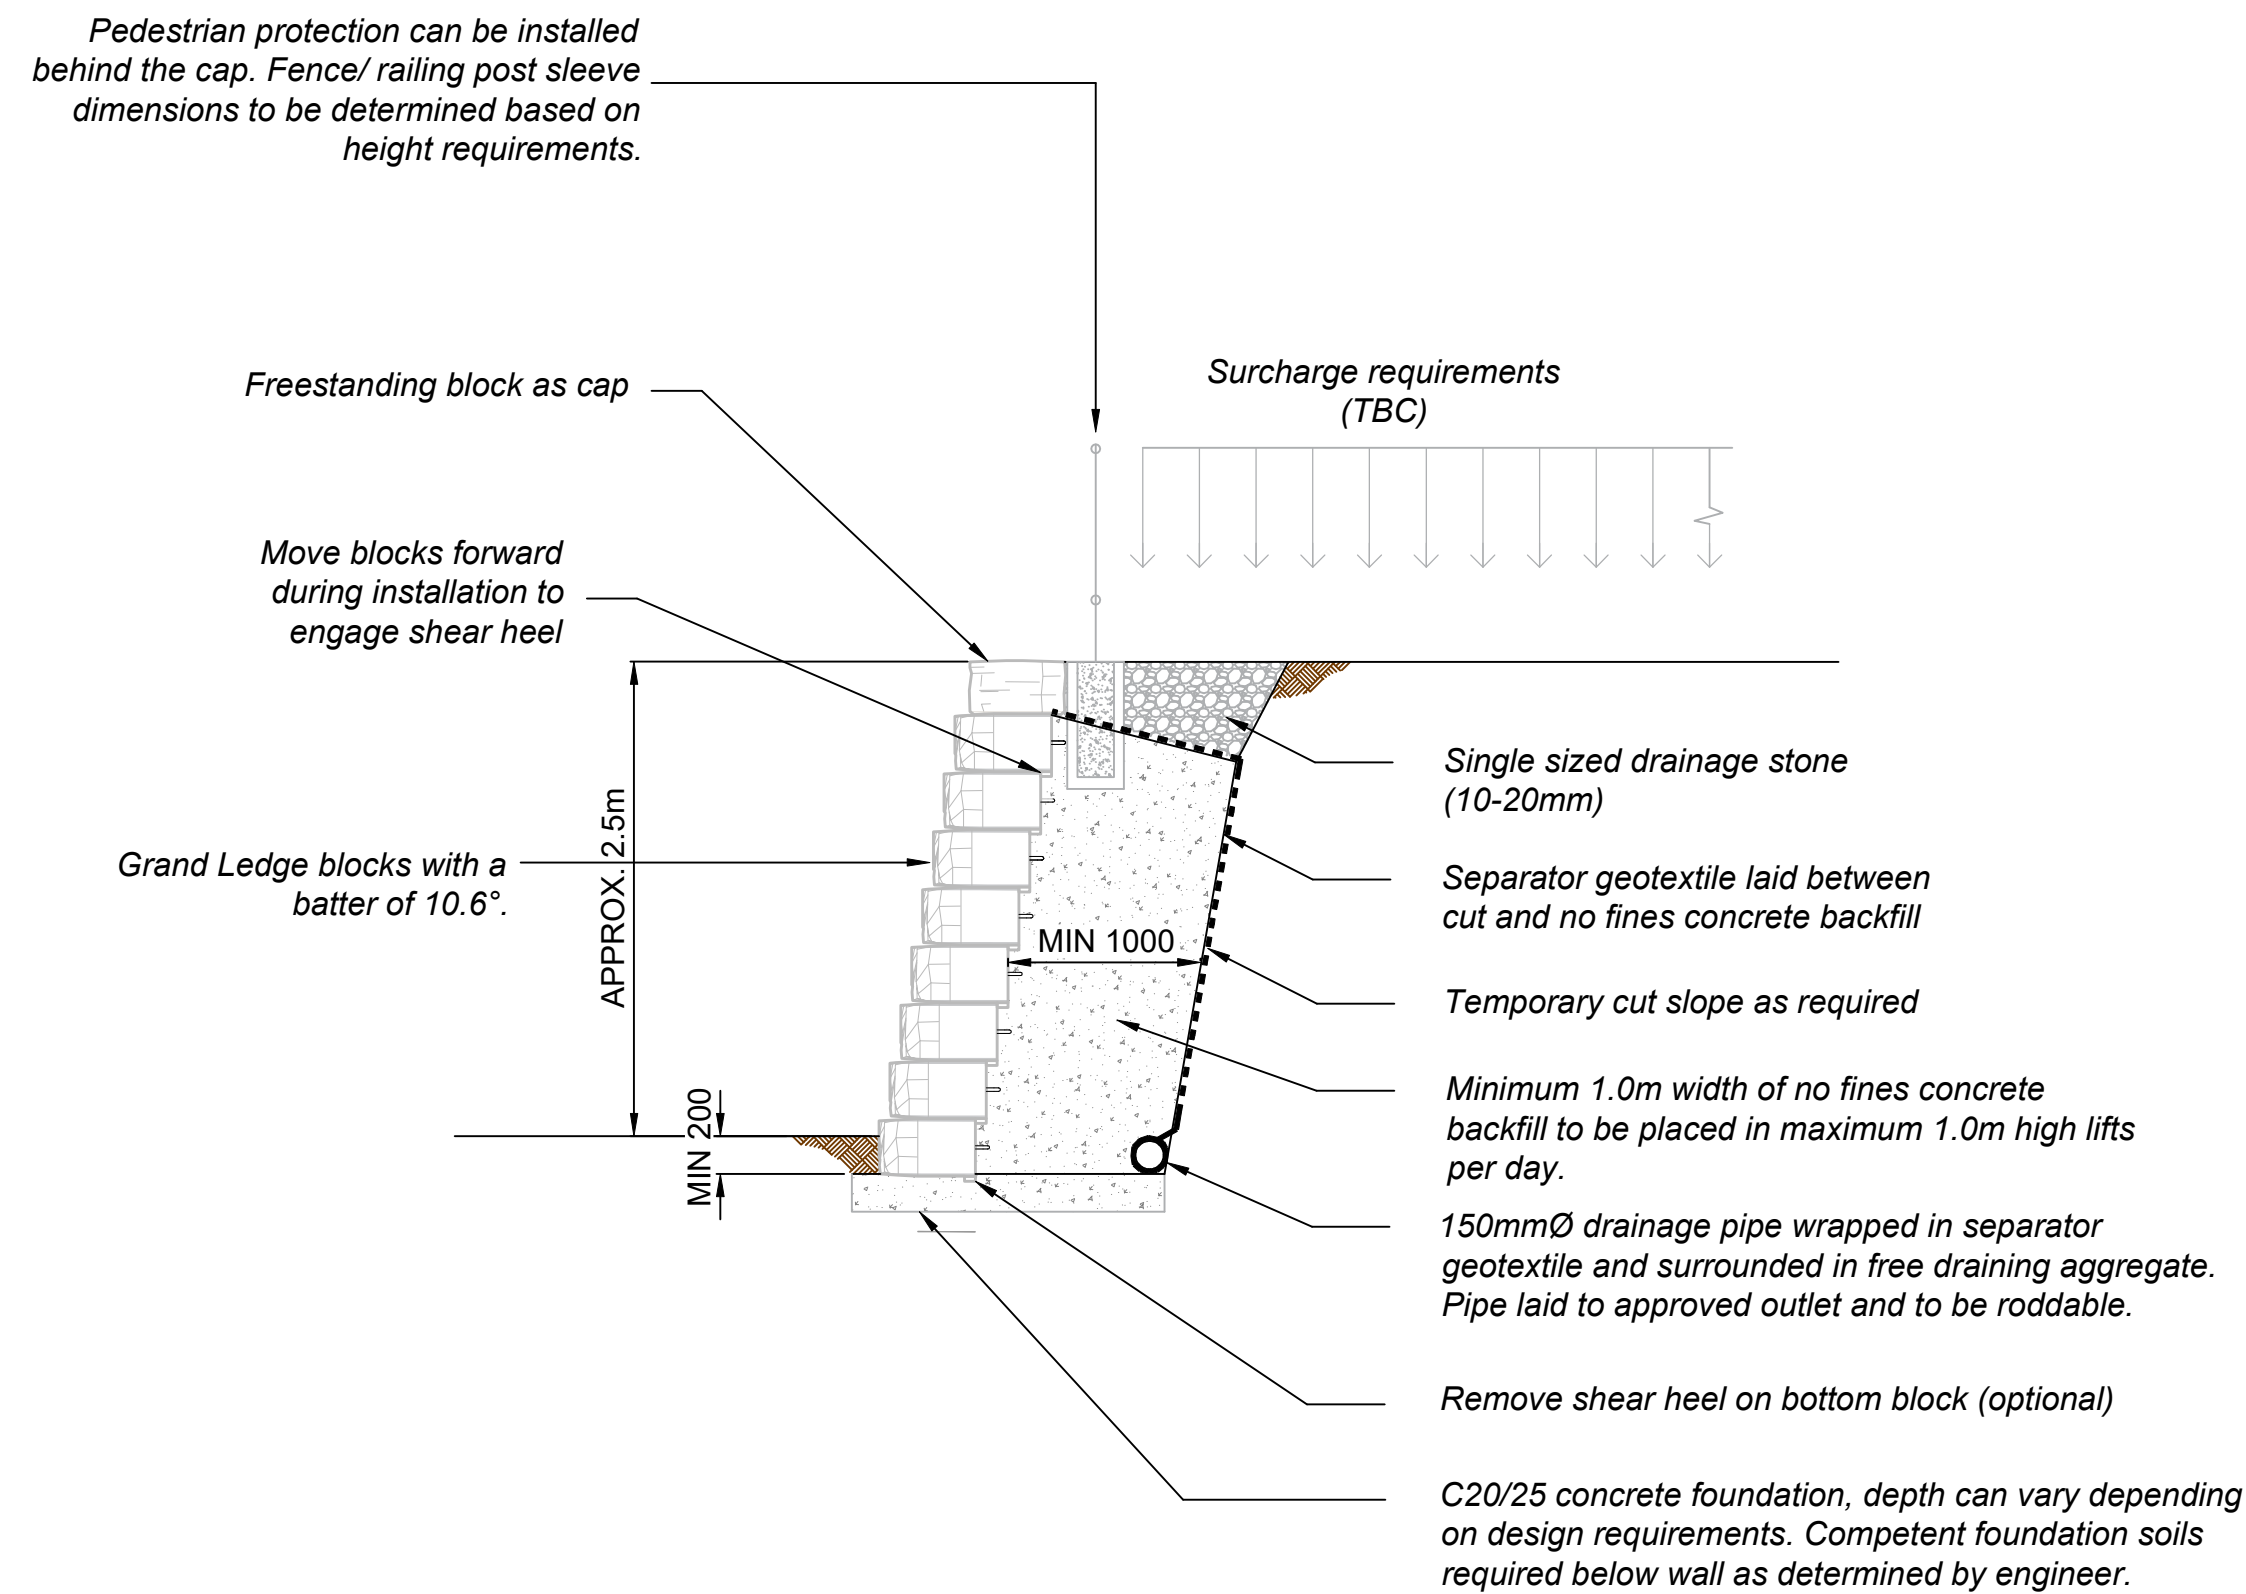 Pedestrian protection can be installed
behind the cap. Fence/ railing post sleeve
dimensions to be determined based on
height requirements.
Freestanding block as cap
Surcharge requirements
(TBC)
Move blocks forward
during installation to
engage shear heel
Grand Ledge blocks with a
batter of 10.6°.
APPROX. 2.5m
MIN 200
MIN 1000
Single sized drainage stone
(10-20mm)
Separator geotextile laid between
cut and no fines concrete backfill
Temporary cut slope as required
Minimum 1.0m width of no fines concrete
backfill to be placed in maximum 1.0m high lifts
per day.
150mmØ drainage pipe wrapped in separator
geotextile and surrounded in free draining aggregate.
Pipe laid to approved outlet and to be roddable.
Remove shear heel on bottom block (optional)
C20/25 concrete foundation, depth can vary depending
on design requirements. Competent foundation soils
required below wall as determined by engineer.